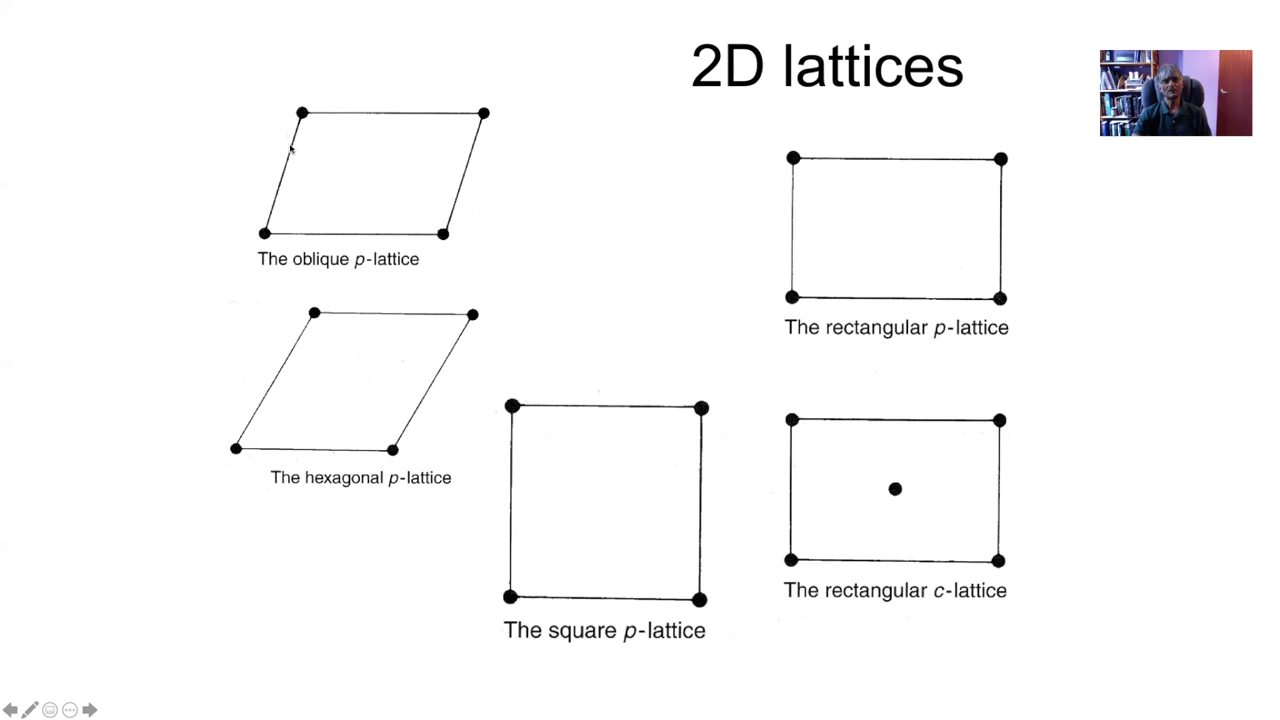 2D lattices
The oblique p-lattice
The rectangular p-lattice
The hexagonal p-lattice
The rectangular c-lattice
The square p-lattice